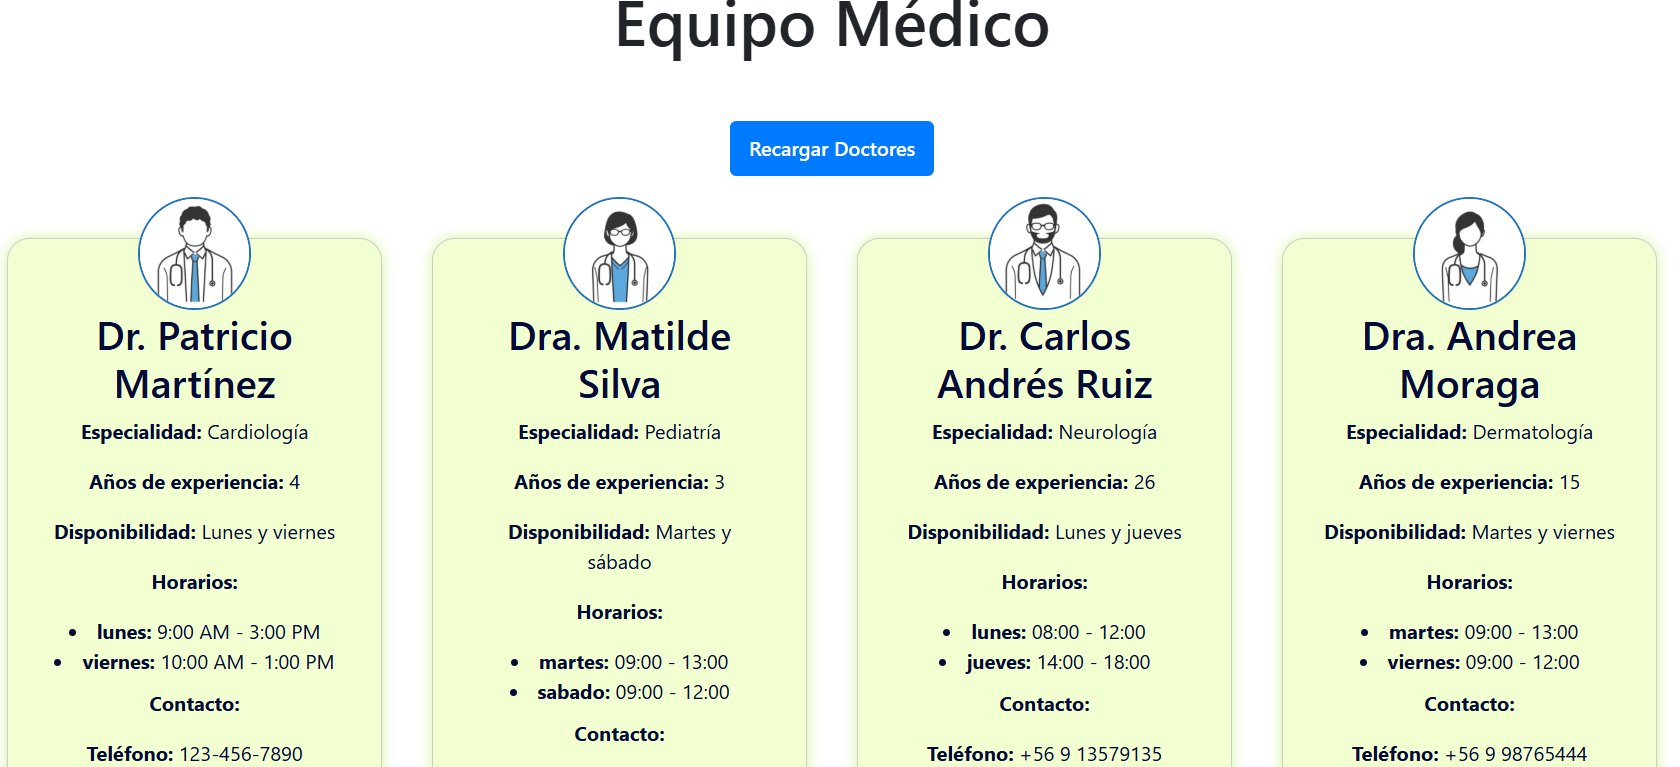 Equipo Médico
Recargar Doctores
Dr. Patricio
Martínez
Especialidad: Cardiología
Años de experiencia: 4
Disponibilidad: Lunes y viernes
Horarios:
• lunes: 9:00 AM - 3:00 PM
• viernes: 10:00 AM - 1:00 PM
Contacto:
Teléfono: 123-456-7890
Dra. Matilde
Silva
Especialidad: Pediatría
Años de experiencia: 3
Disponibilidad: Martes y
sábado
Horarios:
• martes: 09:00 - 13:00
• sabado: 09:00 - 12:00
Contacto:
Dr. Carlos
Andrés Ruiz
Especialidad: Neurología
Años de experiencia: 26
Disponibilidad: Lunes y jueves
Horarios:
• lunes: 08:00 - 12:00
• jueves: 14:00 - 18:00
Contacto:
Teléfono: +56 9 13579135
Dra. Andrea
Moraga
Especialidad: Dermatología
Años de experiencia: 15
Disponibilidad: Martes y viernes
Horarios:
• martes: 09:00 - 13:00
• viernes: 09:00 - 12:00
Contacto:
Teléfono: +56 9 98765444